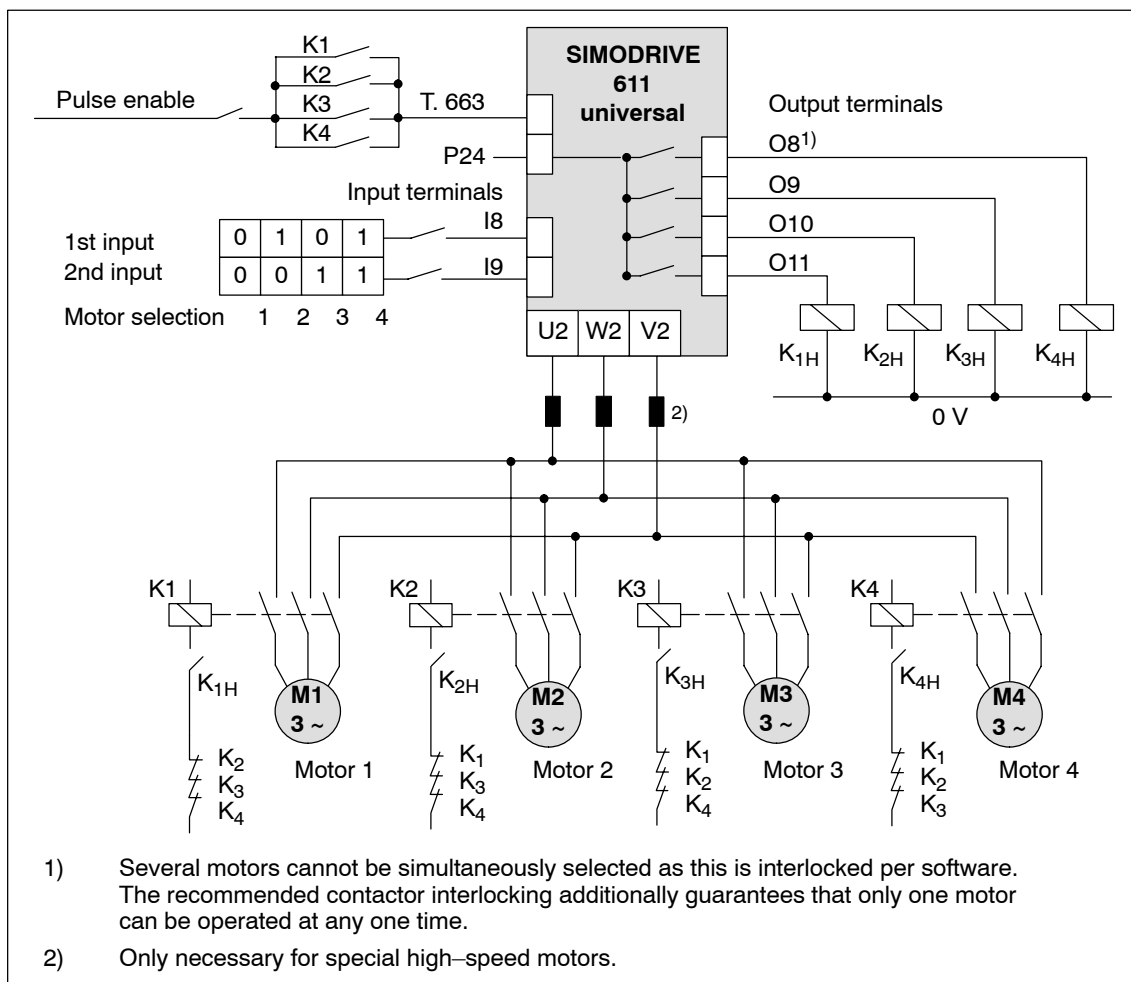 K1
K2
K3
K4
Pulse enable
T. 663
P24
SIMODRIVE
611
universal
Output terminals
O8 1)
O9
O10
O11
Input terminals
I8
I9
1st input 0 1 0 1
2nd input 0 0 1 1
Motor selection 1 2 3 4
U2 W2 V2
K1H K2H K3H K4H
0 V
2)
K1 K2 K3 K4
K1H K2H K3H K4H
M1
3 ~
M2
3 ~
M3
3 ~
M4
3 ~
K2
K3
K4
Motor 1
K1
K3
K4
Motor 2
K1
K2
K4
Motor 3
K1
K2
K3
Motor 4
1) Several motors cannot be simultaneously selected as this is interlocked per software.
The recommended contactor interlocking additionally guarantees that only one motor
can be operated at any one time.
2) Only necessary for special high–speed motors.